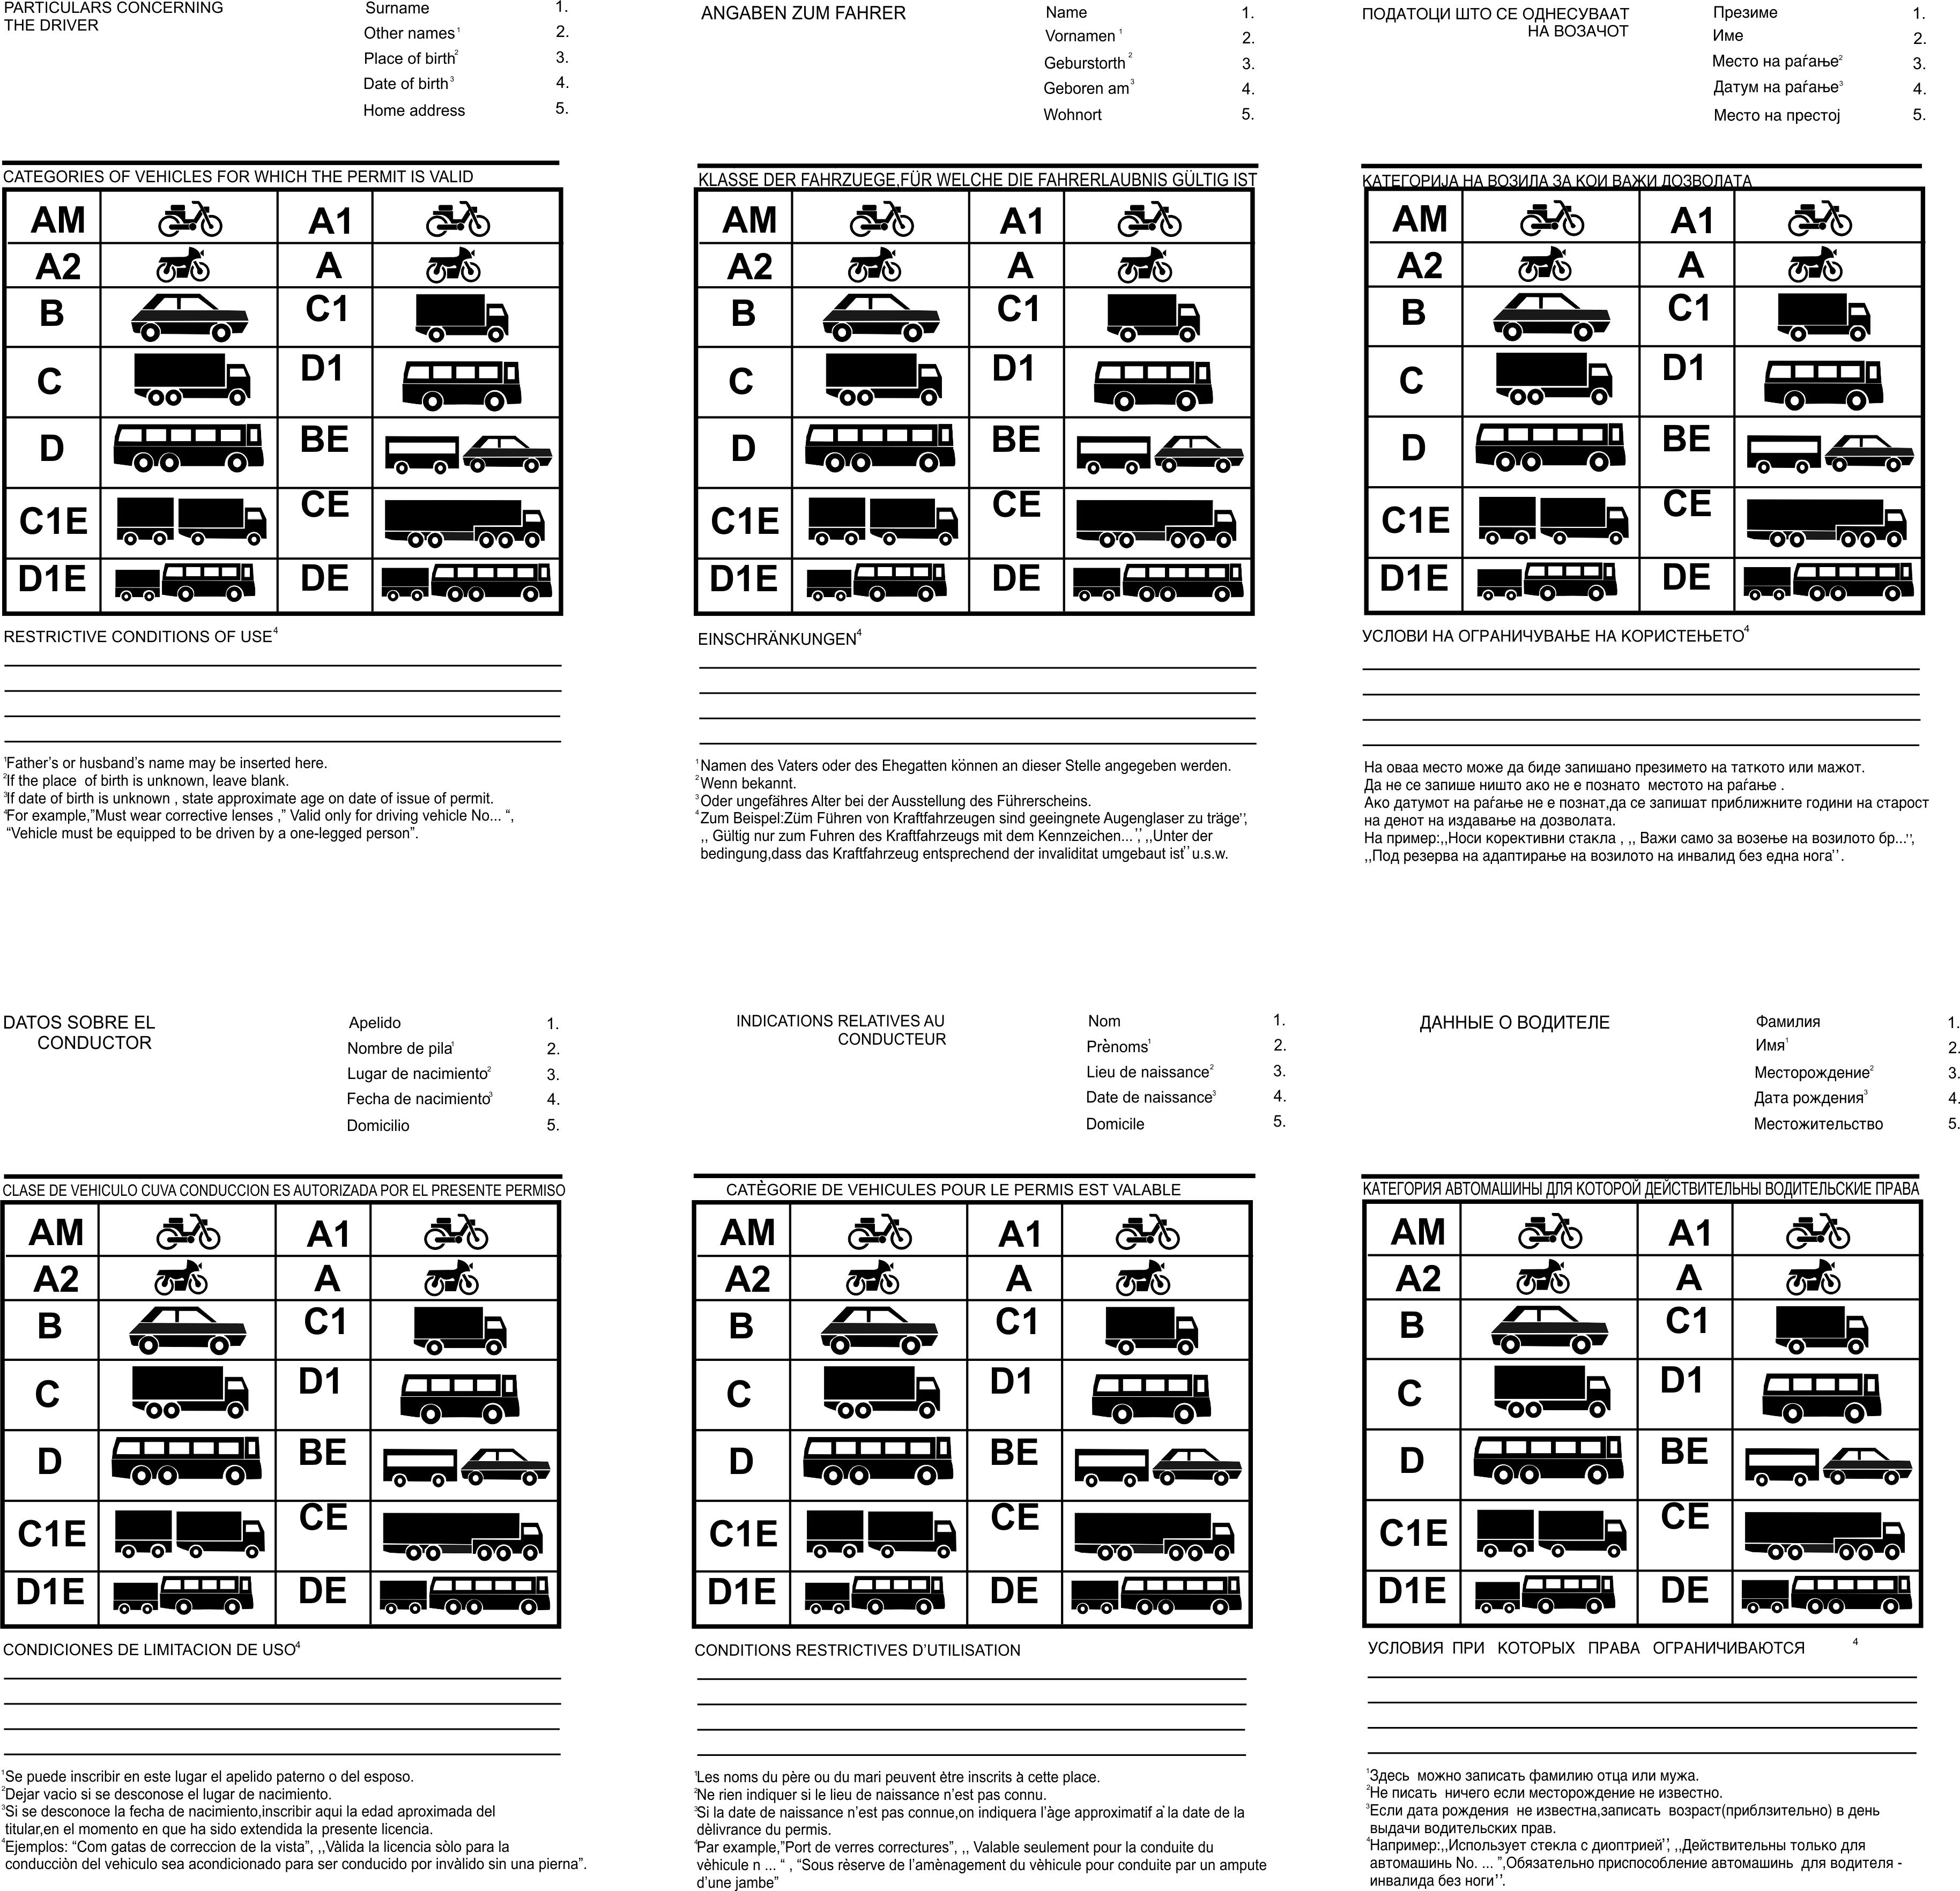 PARTICULARS CONCERNING
THE DRIVER
Surname 1.
Other names¹ 2.
Place of birth² 3.
Date of birth³ 4.
Home address 5.
CATEGORIES OF VEHICLES FOR WHICH THE PERMIT IS VALID
AM A1
A2 A
B C1
C D1
D BE
C1E CE
D1E DE
RESTRICTIVE CONDITIONS OF USE⁴
¹Father's or husband's name may be inserted here.
²If the place of birth is unknown, leave blank.
³If date of birth is unknown , state approximate age on date of issue of permit.
⁴For example,"Must wear corrective lenses ," Valid only for driving vehicle No... “,
“Vehicle must be equipped to be driven by a one-legged person”.
ANGABEN ZUM FAHRER
Name 1.
Vornamen ¹ 2.
Geburstorth ² 3.
Geboren am³ 4.
Wohnort 5.
KLASSE DER FAHRZUEGE,FÜR WELCHE DIE FAHRERLAUBNIS GÜLTIG IST
AM A1
A2 A
B C1
C D1
D BE
C1E CE
D1E DE
EINSCHRÄNKUNGEN⁴
¹Namen des Vaters oder des Ehegatten können an dieser Stelle angegeben werden.
²Wenn bekannt.
³Oder ungefähres Alter bei der Ausstellung des Führerscheins.
⁴Zum Beispiel:Züm Führen von Kraftfahrzeugen sind geeingnete Augenglaser zu träge’’,
,, Gültig nur zum Fuhren des Kraftfahrzeugs mit dem Kennzeichen...’’,,,Unter der
bedingung,dass das Kraftfahrzeug entsprechend der invaliditat umgebaut ist’’ u.s.w.
ПОДАТОЦИ ШТО СЕ ОДНЕСУВААТ
НА ВОЗАЧОТ
Презиме 1.
Име 2.
Место на раѓање² 3.
Датум на раѓање³ 4.
Место на престој 5.
КАТЕГОРИЈА НА ВОЗИЛА ЗА КОИ ВАЖИ ДОЗВОЛАТА
AM A1
A2 A
B C1
C D1
D BE
C1E CE
D1E DE
УСЛОВИ НА ОГРАНИЧУВАЊЕ НА КОРИСТЕЊЕТО⁴
На оваа место може да биде запишано презимето на таткото или мажот.
Да не се запише ништо ако не е познато местото на раѓање .
Ако датумот на раѓање не е познат,да се запишат приближните години на старост
на денот на издавање на дозволата.
На пример:,,Носи корективни стакла , ,, Важи само за возење на возилото бр...’’,
,,Под резерва на адаптирање на возилото на инвалид без една нога’’.
DATOS SOBRE EL
CONDUCTOR
Apelido 1.
Nombre de pila¹ 2.
Lugar de nacimiento² 3.
Fecha de nacimiento³ 4.
Domicilio 5.
CLASE DE VEHICULO CUVA CONDUCCION ES AUTORIZADA POR EL PRESENTE PERMISO
AM A1
A2 A
B C1
C D1
D BE
C1E CE
D1E DE
CONDICIONES DE LIMITACION DE USO⁴
¹Se puede inscribir en este lugar el apelido paterno o del esposo.
²Dejar vacio si se desconose el lugar de nacimiento.
³Si se desconoce la fecha de nacimiento,inscribir aqui la edad aproximada del
titular,en el momento en que ha sido extendida la presente licencia.
⁴Ejemplos: “Com gatas de correccion de la vista”, ,,Vàlida la licencia sòlo para la
conducciòn del vehiculo sea acondicionado para ser conducido por invàlido sin una pierna”.
INDICATIONS RELATIVES AU
CONDUCTEUR
Nom 1.
Prènoms¹ 2.
Lieu de naissance² 3.
Date de naissance³ 4.
Domicile 5.
CATÈGORIE DE VEHICULES POUR LE PERMIS EST VALABLE
AM A1
A2 A
B C1
C D1
D BE
C1E CE
D1E DE
CONDITIONS RESTRICTIVES D’UTILISATION
¹Les noms du père ou du mari peuvent ètre inscrits à cette place.
²Ne rien indiquer si le lieu de naissance n’est pas connu.
³Si la date de naissance n’est pas connue,on indiquera l’àge approximatif a` la date de la
dèlivrance du permis.
⁴Par example,”Port de verres correctures”, ,, Valable seulement pour la conduite du
vèhicule n ... “ , “Sous rèserve de l’amènagement du vèhicule pour conduite par un ampute
d’une jambe”
ДАННЫЕ О ВОДИТЕЛЕ
Фамилия 1.
Имя¹ 2.
Месторождение² 3.
Дата рождения³ 4.
Местожительство 5.
КАТЕГОРИЯ АВТОМАШИНЫ ДЛЯ КОТОРОЙ ДЕЙСТВИТЕЛЬНЫ ВОДИТЕЛЬСКИЕ ПРАВА
AM A1
A2 A
B C1
C D1
D BE
C1E CE
D1E DE
УСЛОВИЯ ПРИ КОТОРЫХ ПРАВА ОГРАНИЧИВАЮТСЯ ⁴
¹Здесь можно записать фамилию отца или мужа.
²Не писать ничего если месторождение не известно.
³Если дата рождения не известна,записать возраст(приблзительно) в день
выдачи водительских прав.
⁴Например:,,Использует стекла с диоптрией’’, ,,Действительны только для
автомашинь No. ... ”,Обязательно приспособление автомашинь для водителя -
инвалида без ноги’’.